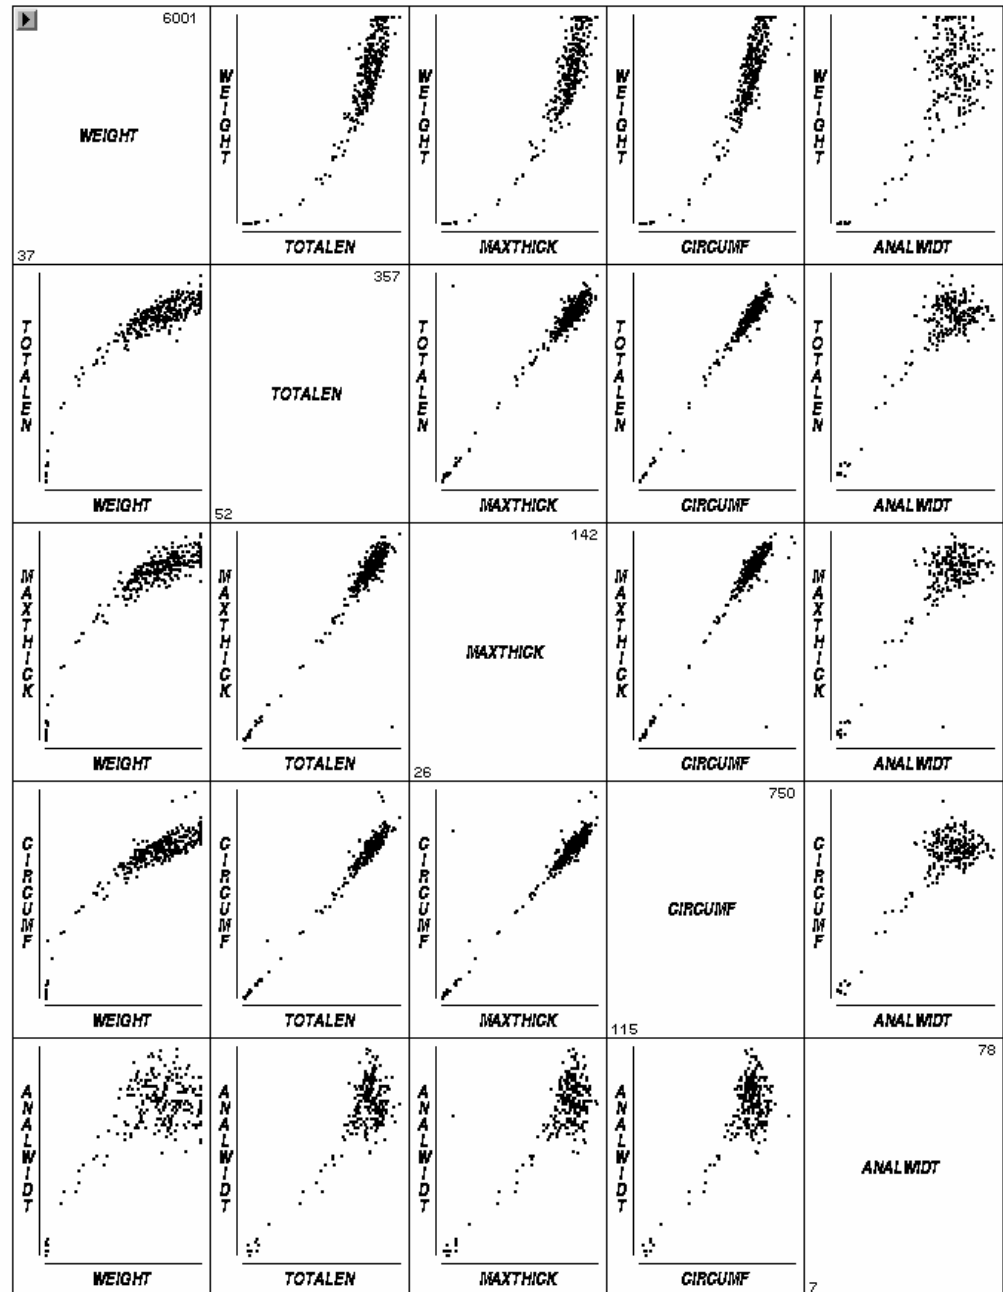 6001
WEIGHT
37
WEIGHT
TOTALEN
WEIGHT
MAXTHICK
WEIGHT
CIRCUMF
WEIGHT
ANALWIDT
TOTALEN
WEIGHT
357
TOTALEN
52
TOTALEN
MAXTHICK
TOTALEN
CIRCUMF
TOTALEN
ANALWIDT
MAXTHICK
WEIGHT
MAXTHICK
TOTALEN
142
MAXTHICK
26
MAXTHICK
CIRCUMF
MAXTHICK
ANALWIDT
CIRCUMF
WEIGHT
CIRCUMF
TOTALEN
CIRCUMF
MAXTHICK
750
CIRCUMF
115
CIRCUMF
ANALWIDT
ANALWIDT
WEIGHT
ANALWIDT
TOTALEN
ANALWIDT
MAXTHICK
ANALWIDT
CIRCUMF
78
ANALWIDT
7